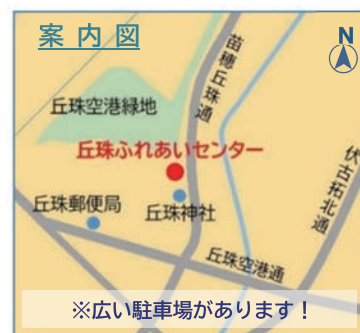 案内図
N
苗穂丘珠通
丘珠空港緑地
丘珠ふれあいセンター
伏古拓北通
丘珠郵便局
丘珠神社
丘珠空港通
※広い駐車場があります！